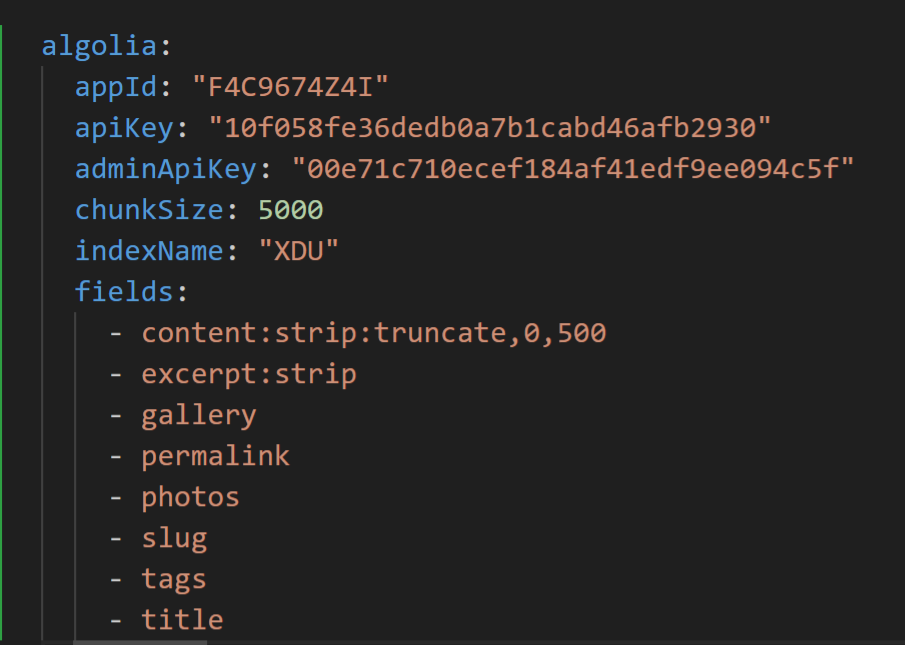 algolia:
appId: "F4C9674Z4I"
apiKey: "10f058fe36dedb0a7b1cabd46afb2930"
adminApiKey: "00e71c710ecef184af41edf9ee094c5f"
chunkSize: 5000
indexName: "XDU"
fields:
- content:strip:truncate,0,500
- excerpt:strip
- gallery
- permalink
- photos
- slug
- tags
- title